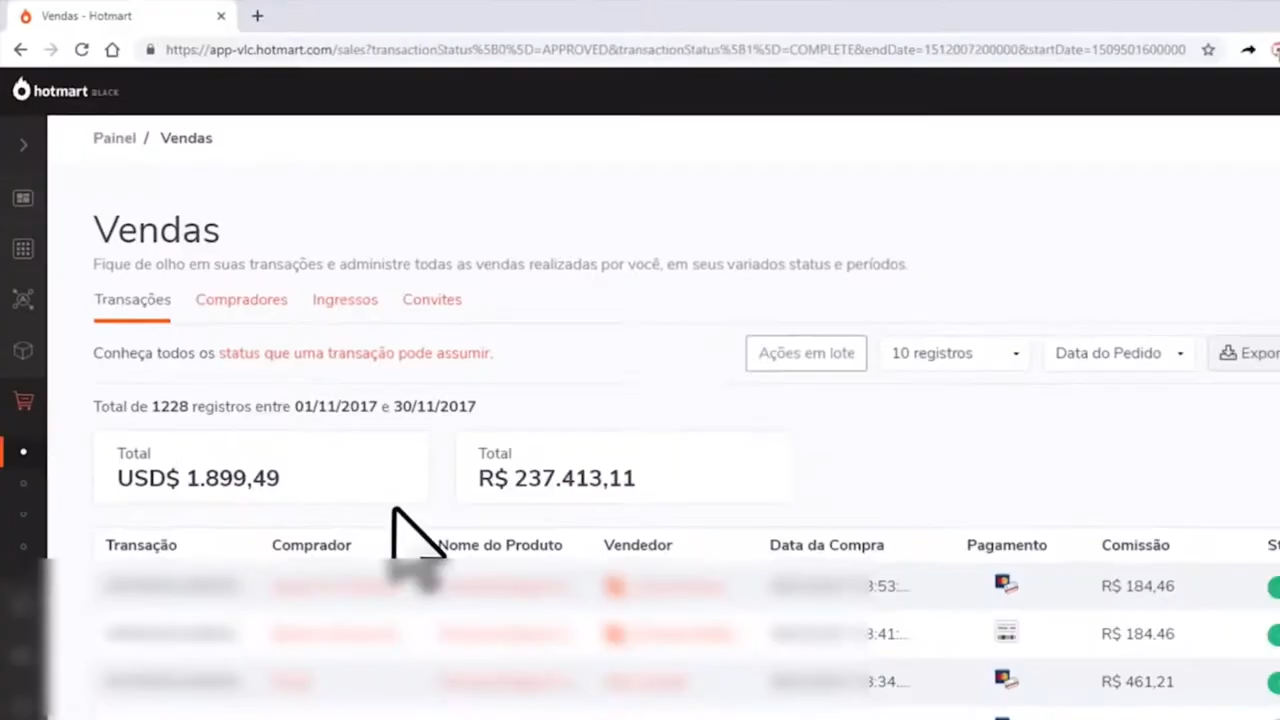 Vendas - Hotmart
https://app-vlc.hotmart.com/sales?transactionStatus%5B0%5D=APPROVED&transactionStatus%5B1%5D=COMPLETE&endDate=1512007200000&startDate=1509501600000
hotmart BLACK
Painel / Vendas
Vendas
Fique de olho em suas transações e administre todas as vendas realizadas por você, em seus variados status e períodos.
Transações Compradores Ingressos Convites
Conheça todos os status que uma transação pode assumir. Ações em lote 10 registros Data do Pedido Expor
Total de 1228 registros entre 01/11/2017 e 30/11/2017
Total Total
USD$ 1.899,49 R$ 237.413,11
Transação Comprador Nome do Produto Vendedor Data da Compra Pagamento Comissão St
3:53:... R$ 184,46
3:41:... R$ 184,46
3:34.... R$ 461,21